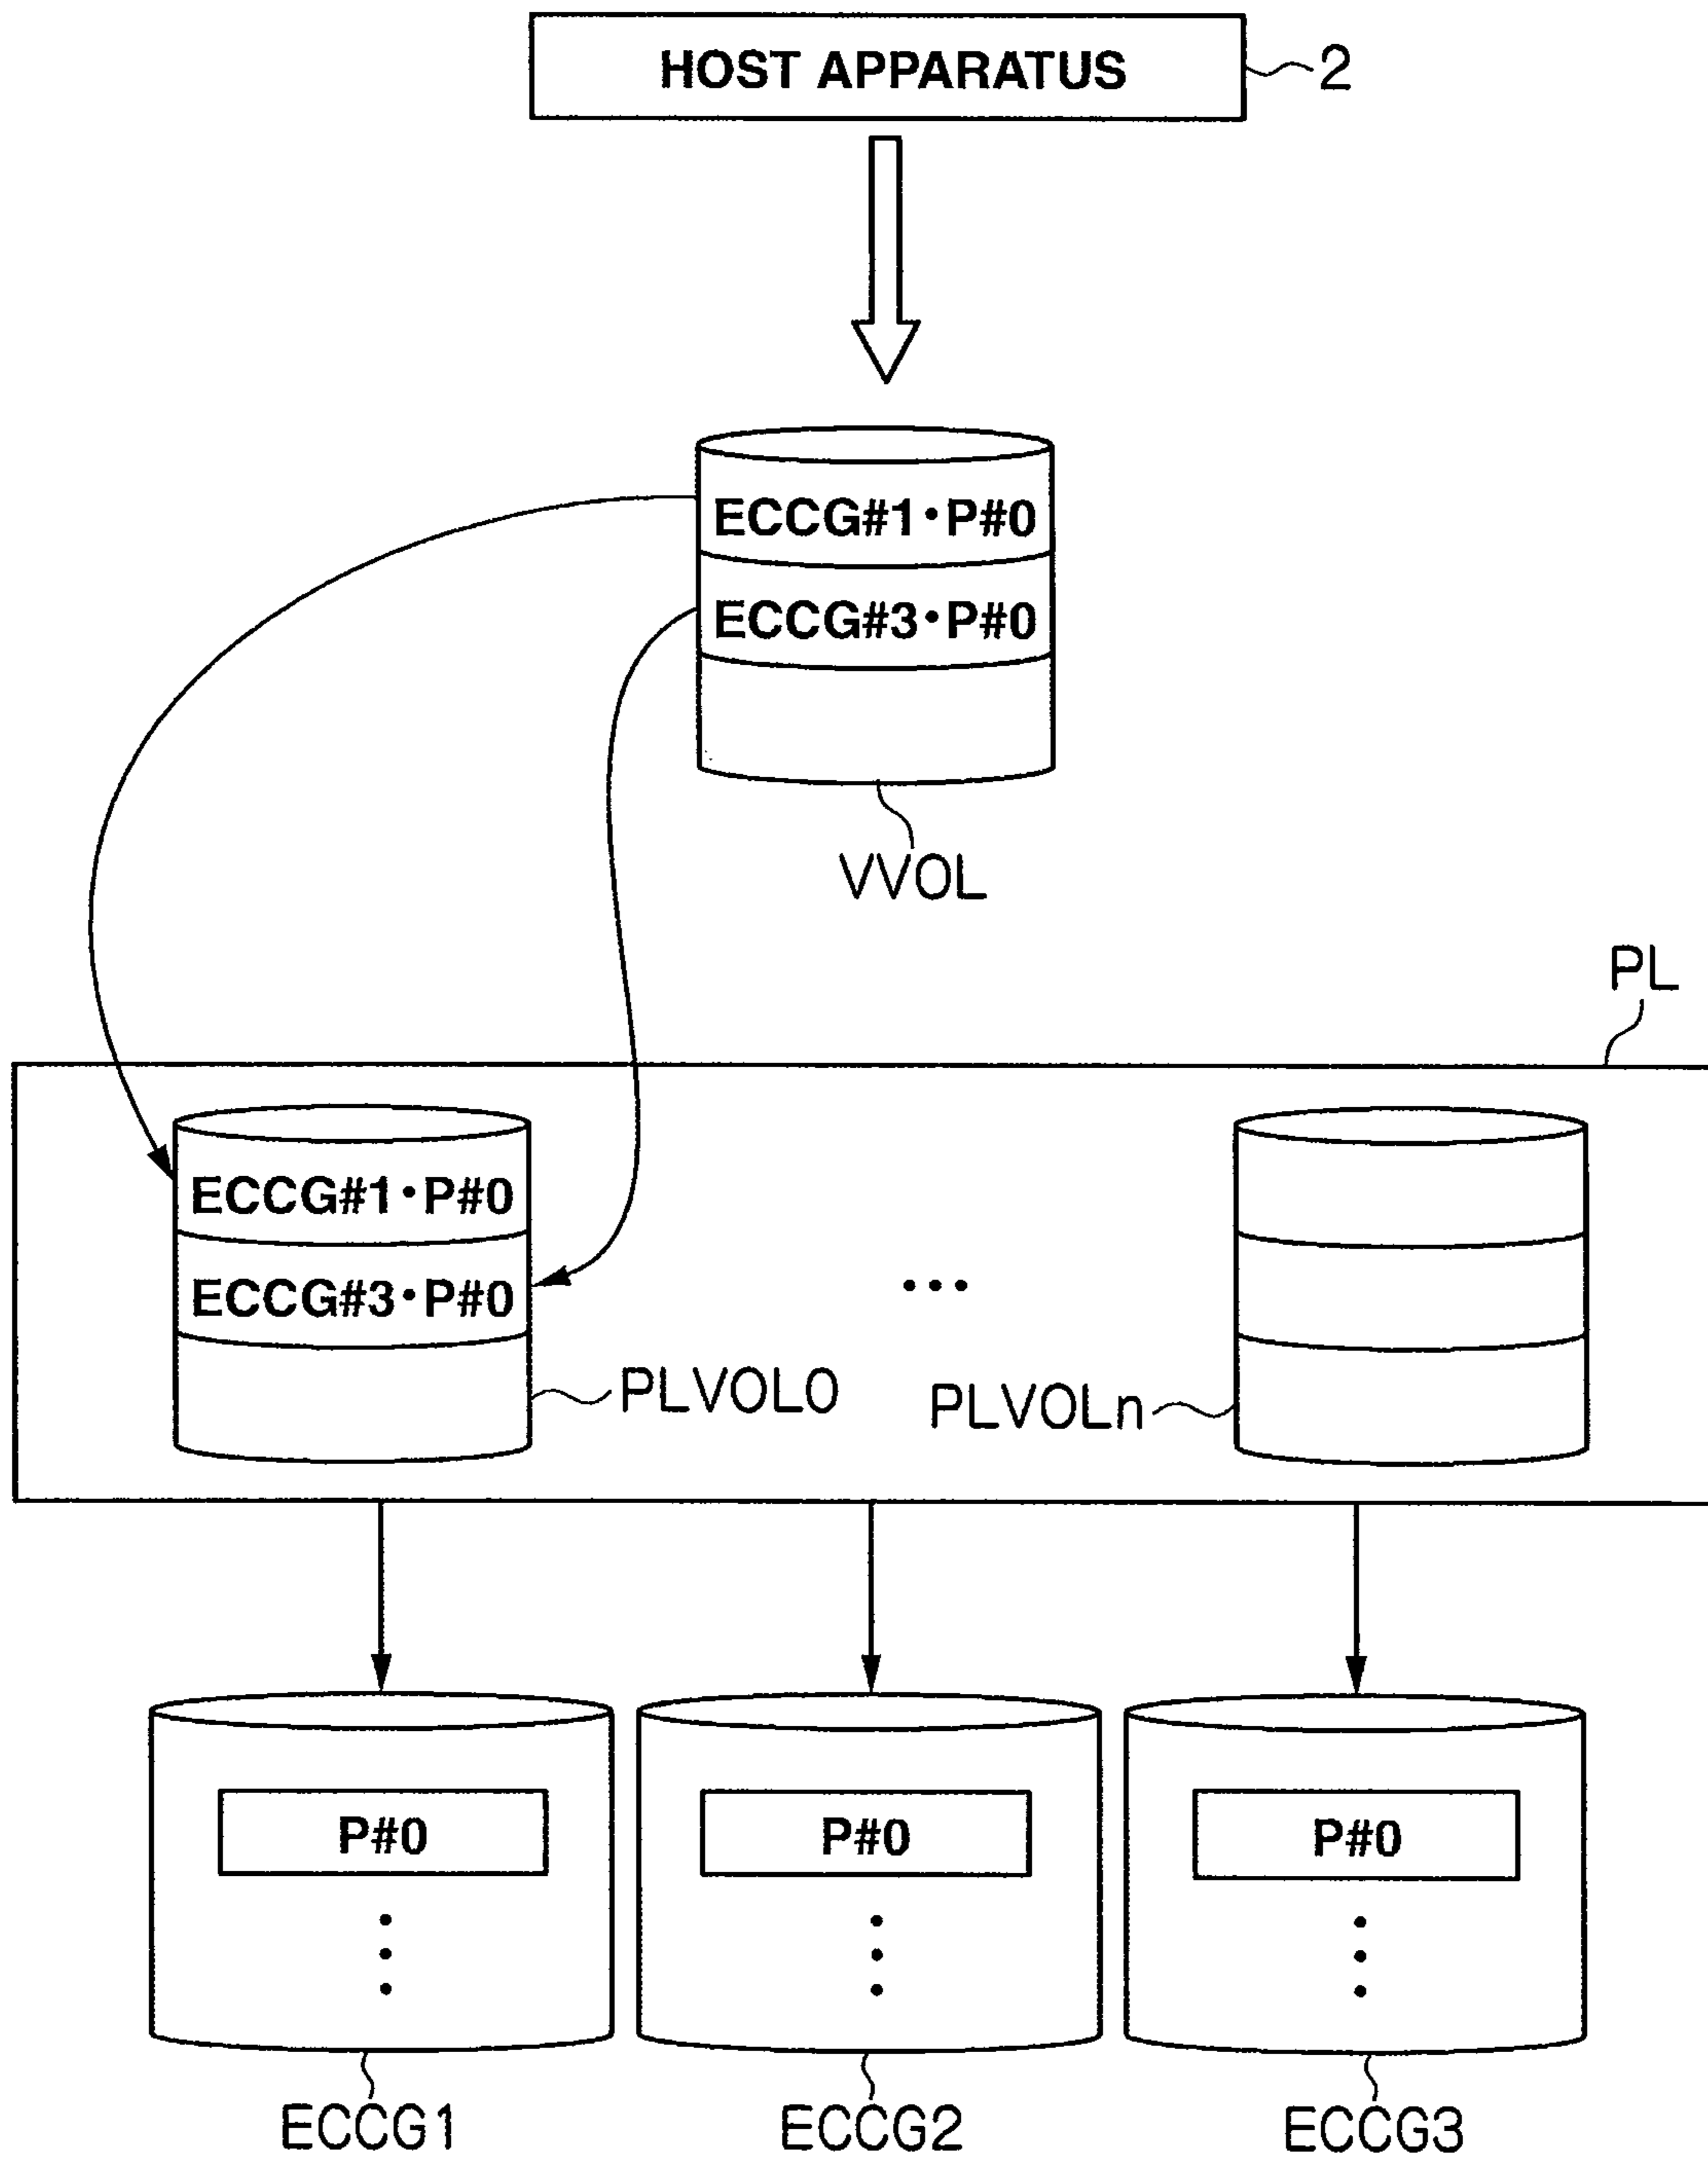 HOST APPARATUS
2
ECCG#1·P#0
ECCG#3·P#0
VVOL
PL
ECCG#1·P#0
ECCG#3·P#0
PLVOL0
PLVOLn
P#0
P#0
P#0
ECCG1
ECCG2
ECCG3